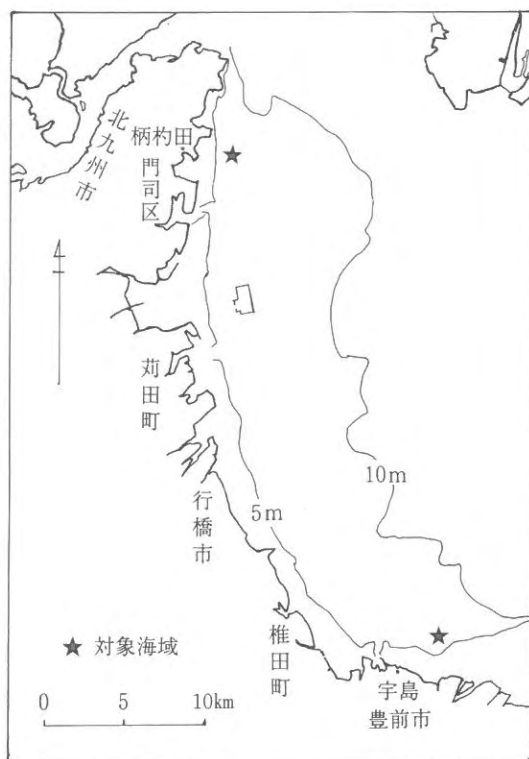 北九州市
柄杓田
門司区
苅田町
行橋市
10m
5m
椎田町
★ 対象海域
宇島
豊前市
0 5 10km